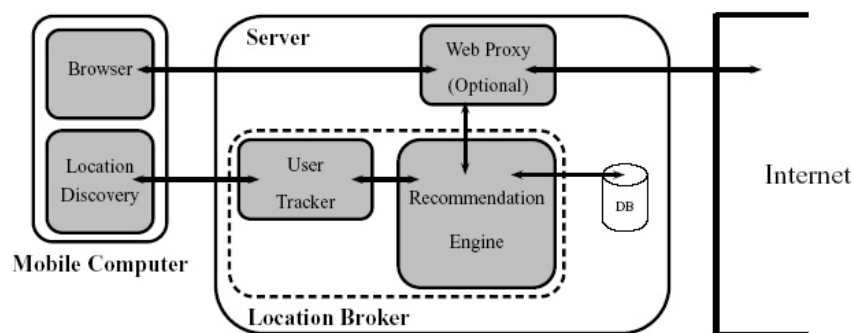 Server
Browser
Web Proxy
(Optional)
Location
Discovery
User
Tracker
Recommendation
Engine
DB
Internet
Mobile Computer
Location Broker